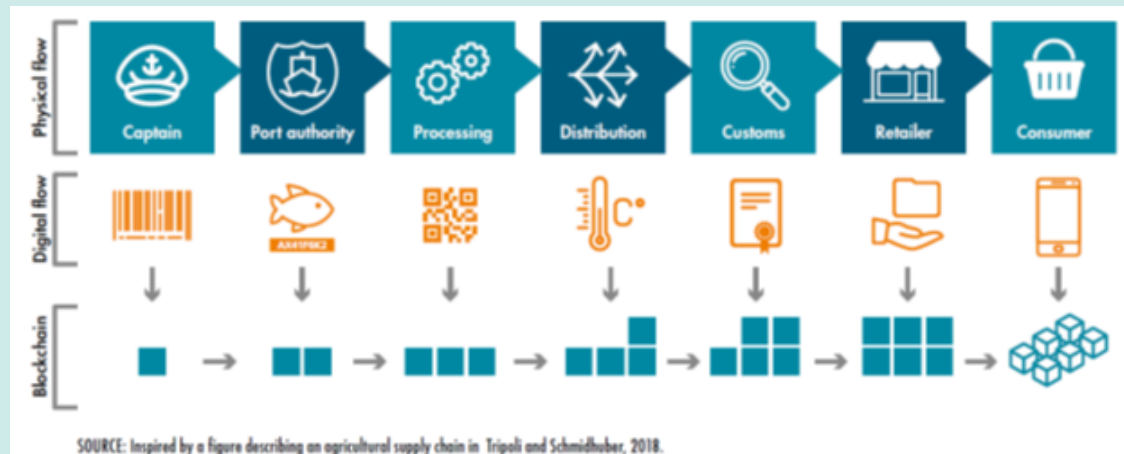 Physical flow
Captain
Port authority
Processing
Distribution
Customs
Retailer
Consumer
Digital flow
AX41P6K2
C°
Blockchain
SOURCE: Inspired by a figure describing an agricultural supply chain in Tripoli and Schmidhuber, 2018.